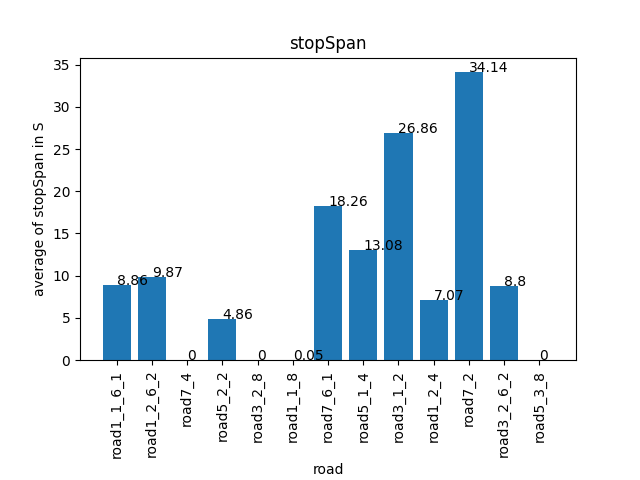 stopSpan
average of stopSpan in S
35
30
25
20
15
10
5
0
8.86
9.87
0
4.86
0
0.05
18.26
13.08
26.86
7.07
34.14
8.8
0
road1_1_6_1
road1_2_6_2
road7_4
road5_2_2
road3_2_8
road1_1_8
road7_6_1
road5_1_4
road3_1_2
road1_2_4
road7_2
road3_2_6_2
road5_3_8
road